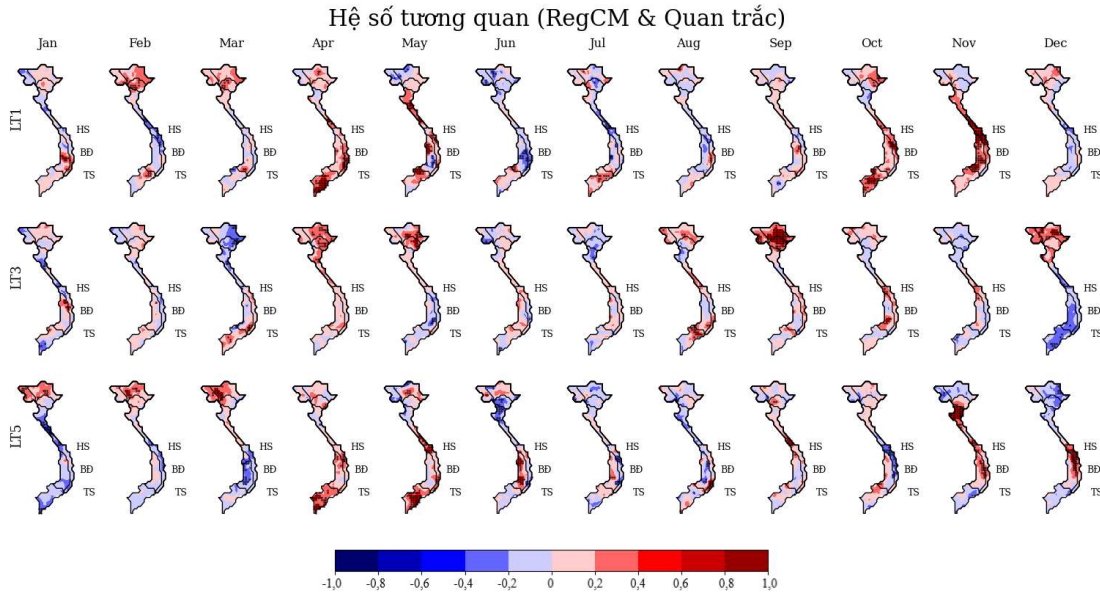 Hệ số tương quan (RegCM & Quan trắc)
Jan Feb Mar Apr May Jun Jul Aug Sep Oct Nov Dec
LT1
HS HS HS HS HS HS HS HS HS HS HS HS
BĐ BĐ BĐ BĐ BĐ BĐ BĐ BĐ BĐ BĐ BĐ BĐ
TS TS TS TS TS TS TS TS TS TS TS TS
LT3
HS HS HS HS HS HS HS HS HS HS HS HS
BĐ BĐ BĐ BĐ BĐ BĐ BĐ BĐ BĐ BĐ BĐ BĐ
TS TS TS TS TS TS TS TS TS TS TS TS
LT5
HS HS HS HS HS HS HS HS HS HS HS HS
BĐ BĐ BĐ BĐ BĐ BĐ BĐ BĐ BĐ BĐ BĐ BĐ
TS TS TS TS TS TS TS TS TS TS TS TS
-1,0 -0,8 -0,6 -0,4 -0,2 0 0,2 0,4 0,6 0,8 1,0